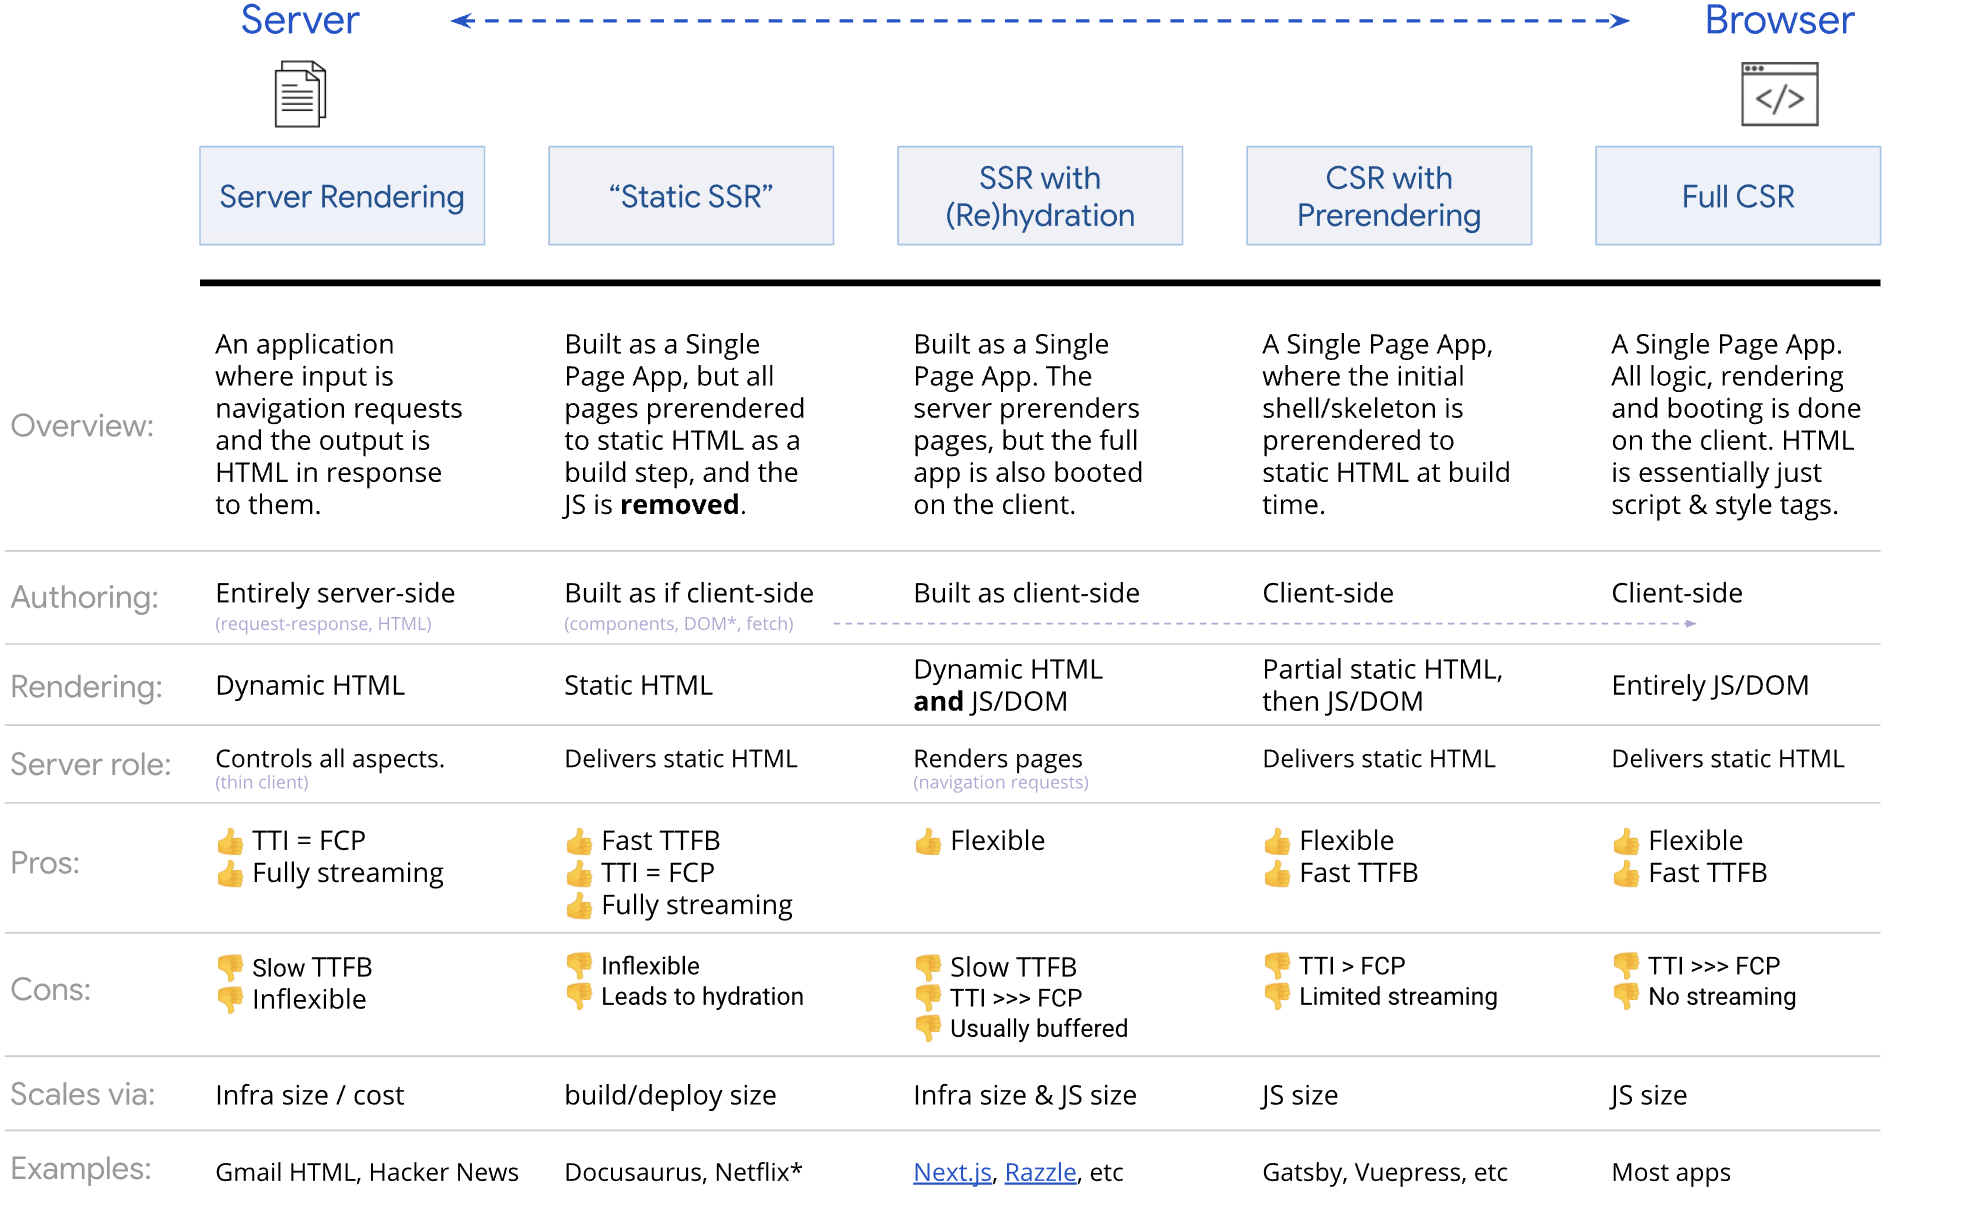 Server
Browser
</>
Server Rendering
“Static SSR”
SSR with
(Re)hydration
CSR with
Prerendering
Full CSR
Overview:
An application
where input is
navigation requests
and the output is
HTML in response
to them.
Built as a Single
Page App, but all
pages prerendered
to static HTML as a
build step, and the
JS is removed.
Built as a Single
Page App. The
server prerenders
pages, but the full
app is also booted
on the client.
A Single Page App,
where the initial
shell/skeleton is
prerendered to
static HTML at build
time.
A Single Page App.
All logic, rendering
and booting is done
on the client. HTML
is essentially just
script & style tags.
Authoring:
Entirely server-side
(request-response, HTML)
Built as if client-side
(components, DOM*, fetch)
Built as client-side
Client-side
Client-side
Rendering:
Dynamic HTML
Static HTML
Dynamic HTML
and JS/DOM
Partial static HTML,
then JS/DOM
Entirely JS/DOM
Server role:
Controls all aspects.
(thin client)
Delivers static HTML
Renders pages
(navigation requests)
Delivers static HTML
Delivers static HTML
Pros:
👍 TTI = FCP
👍 Fully streaming
👍 Fast TTFB
👍 TTI = FCP
👍 Fully streaming
👍 Flexible
👍 Flexible
👍 Fast TTFB
👍 Flexible
👍 Fast TTFB
Cons:
👎 Slow TTFB
👎 Inflexible
👎 Inflexible
👎 Leads to hydration
👎 Slow TTFB
👎 TTI >>> FCP
👎 Usually buffered
👎 TTI > FCP
👎 Limited streaming
👎 TTI >>> FCP
👎 No streaming
Scales via:
Infra size / cost
build/deploy size
Infra size & JS size
JS size
JS size
Examples:
Gmail HTML, Hacker News
Docusaurus, Netflix*
Next.js, Razzle, etc
Gatsby, Vuepress, etc
Most apps